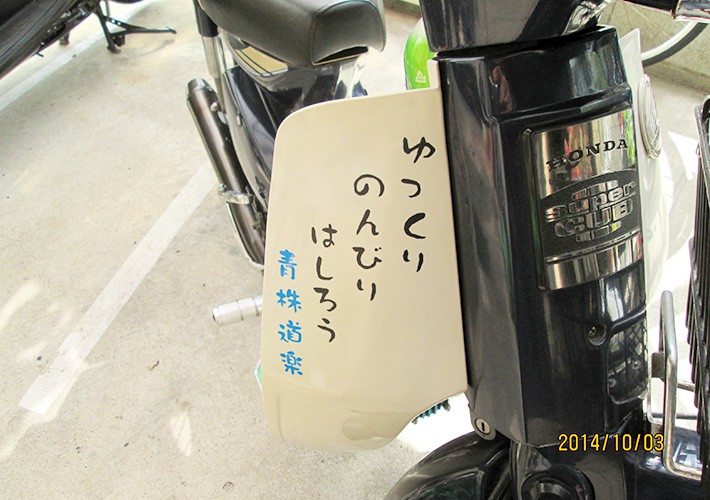 ゆっくり
のんびり
はしろう
青株道楽
HONDA
Super
CUB
2014/10/03